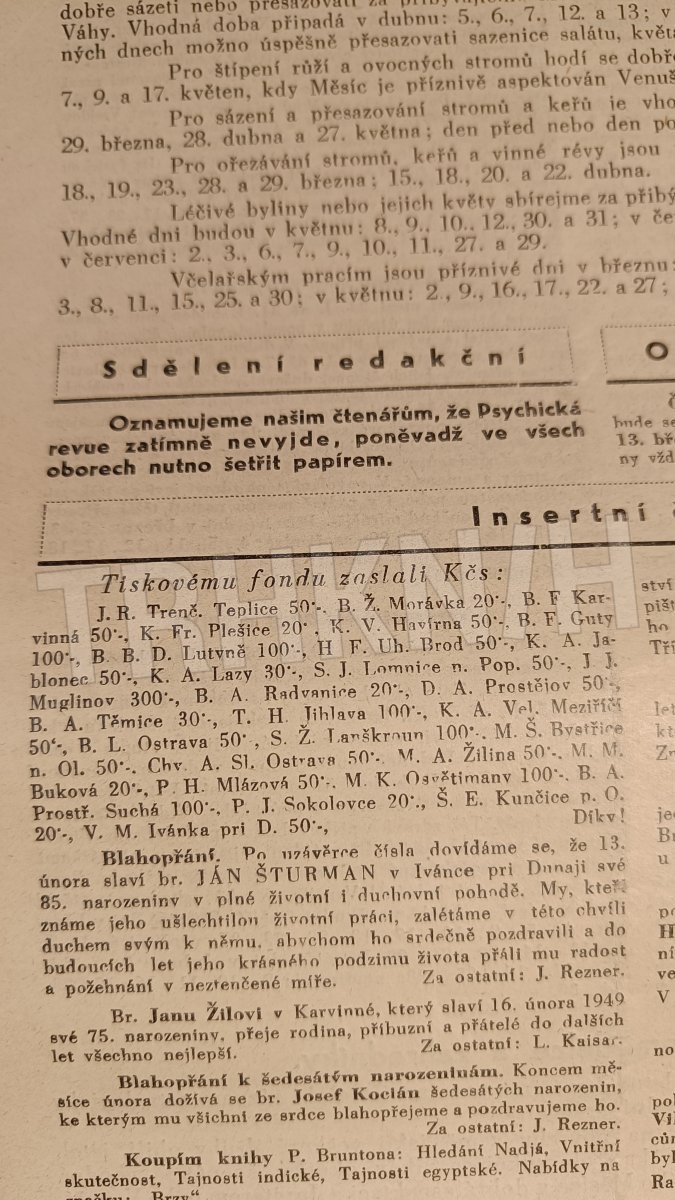 dobře sázeti nebo přesazovati za
Váhy. Vhodná doba připadá v dubnu: 5., 6., 7., 12. a 13; v
ných dnech možno úspěšně přesazovati sazenice salátu,
Pro štípení růží a ovocných stromů hodí se dobře
7., 9. a 17. květen, kdy Měsíc je příznivě aspektován
Pro sázení a přesazování stromů a keřů je
29. března, 28. dubna a 27. května; den před nebo den
Pro ořezávání stromů, keřů a vinné révy jsou
18., 19., 23., 28. a 29. března; 15., 18., 20. a 22. dubna.
Léčivé byliny nebo jejich květy sbírejme za
Vhodné dni budou v květnu: 8., 9., 10., 12., 30. a 31; v
v červenci: 2., 3., 6., 7., 9., 10., 11., 27. a 29.
Včelařským pracím jsou příznivé dni v březnu:
3., 8., 11., 15., 25. a 30; v květnu: 2., 9., 16., 17., 22. a 27;
Sdělení redakční
O
Oznamujeme našim čtenářům, že Psychická
revue zatímně nevyjde, poněvadž ve všech
oborech nutno šetřit papírem.
bude se
13.
ny vžd
Insertní
Tiskovému fondu zaslali Kčs:
J. R. Trenč. Teplice 50·-, B. Ž. Morávka 20·-, B. F Kar-
vinná 50·-, K. Fr. Plešice 20·, K. V. Havírna 50·-, B. F. Guty
100·-, B. B. D. Lutyně 100·-, H F. Uh. Brod 50·-, K. A. Ja-
blonec 50·-, K. A. Lazy 30·-, S. J. Lomnice n. Pop. 50·-, J. J.
Muglinov 300·-, B. A. Radvanice 20·-, D. A. Prostějov 50·-,
B. A. Těmice 30·-, T. H. Jihlava 100·-, K. A. Vel. Meziříčí
50·-, B. L. Ostrava 50·, S. Ž. Lanškroun 100·-. M. Š. Bystřice
n. Ol. 50·-. Chv. A. Sl. Ostrava 50·-. M. A. Žilina 50·-. M. M.
Buková 20·-, P. H. Mlázová 50·-. M. K. Osvětimany 100·-. B. A.
Prostř. Suchá 100·-, P. J. Sokolovce 20·., Š. E. Kunčice p. O.
20·-, V. M. Ivánka pri D. 50·-, Díky!
Blahopřání. Po uzávěrce čísla dovídáme se, že 13.
února slaví br. JÁN ŠTURMAN v Ivánce pri Dunaji své
85. narozeniny v plné životní i duchovní pohodě. My, kteří
známe jeho ušlechtilou životní práci, zalétáme v této chvíli
duchem svým k němu, abychom ho srdečně pozdravili a do
budoucích let jeho krásného podzimu života přáli mu radost
a požehnání v neztenčené míře. Za ostatní: J. Rezner.
Br. Janu Žilovi v Karvinné, který slaví 16. února 1949
své 75. narozeniny, přeje rodina, příbuzní a přátelé do dalších
let všechno nejlepší. Za ostatní: L. Kaisar.
Blahopřání k šedesátým narozeninám. Koncem mě-
síce února dožívá se br. Josef Kocián šedesátých narozenin,
ke kterým mu všichni ze srdce blahopřejeme a pozdravujeme ho.
Za ostatní: J. Rezner.
Koupím knihy P. Bruntona: Hledání Nadjá, Vnitřní
skutečnost, Tajnosti indické, Tajnosti egyptské. Nabídky na
značku: „Brzy“